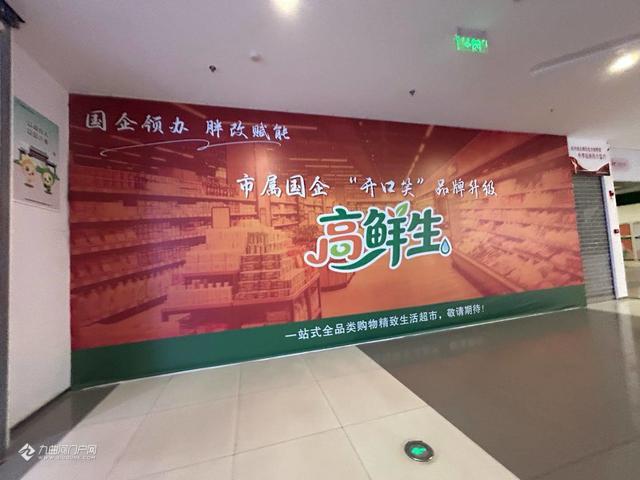 国企领办 胖改赋能
市属国企“开口笑”品牌升级
高鲜生
一站式全品类购物精致生活超市,敬请期待!
九曲河门户网